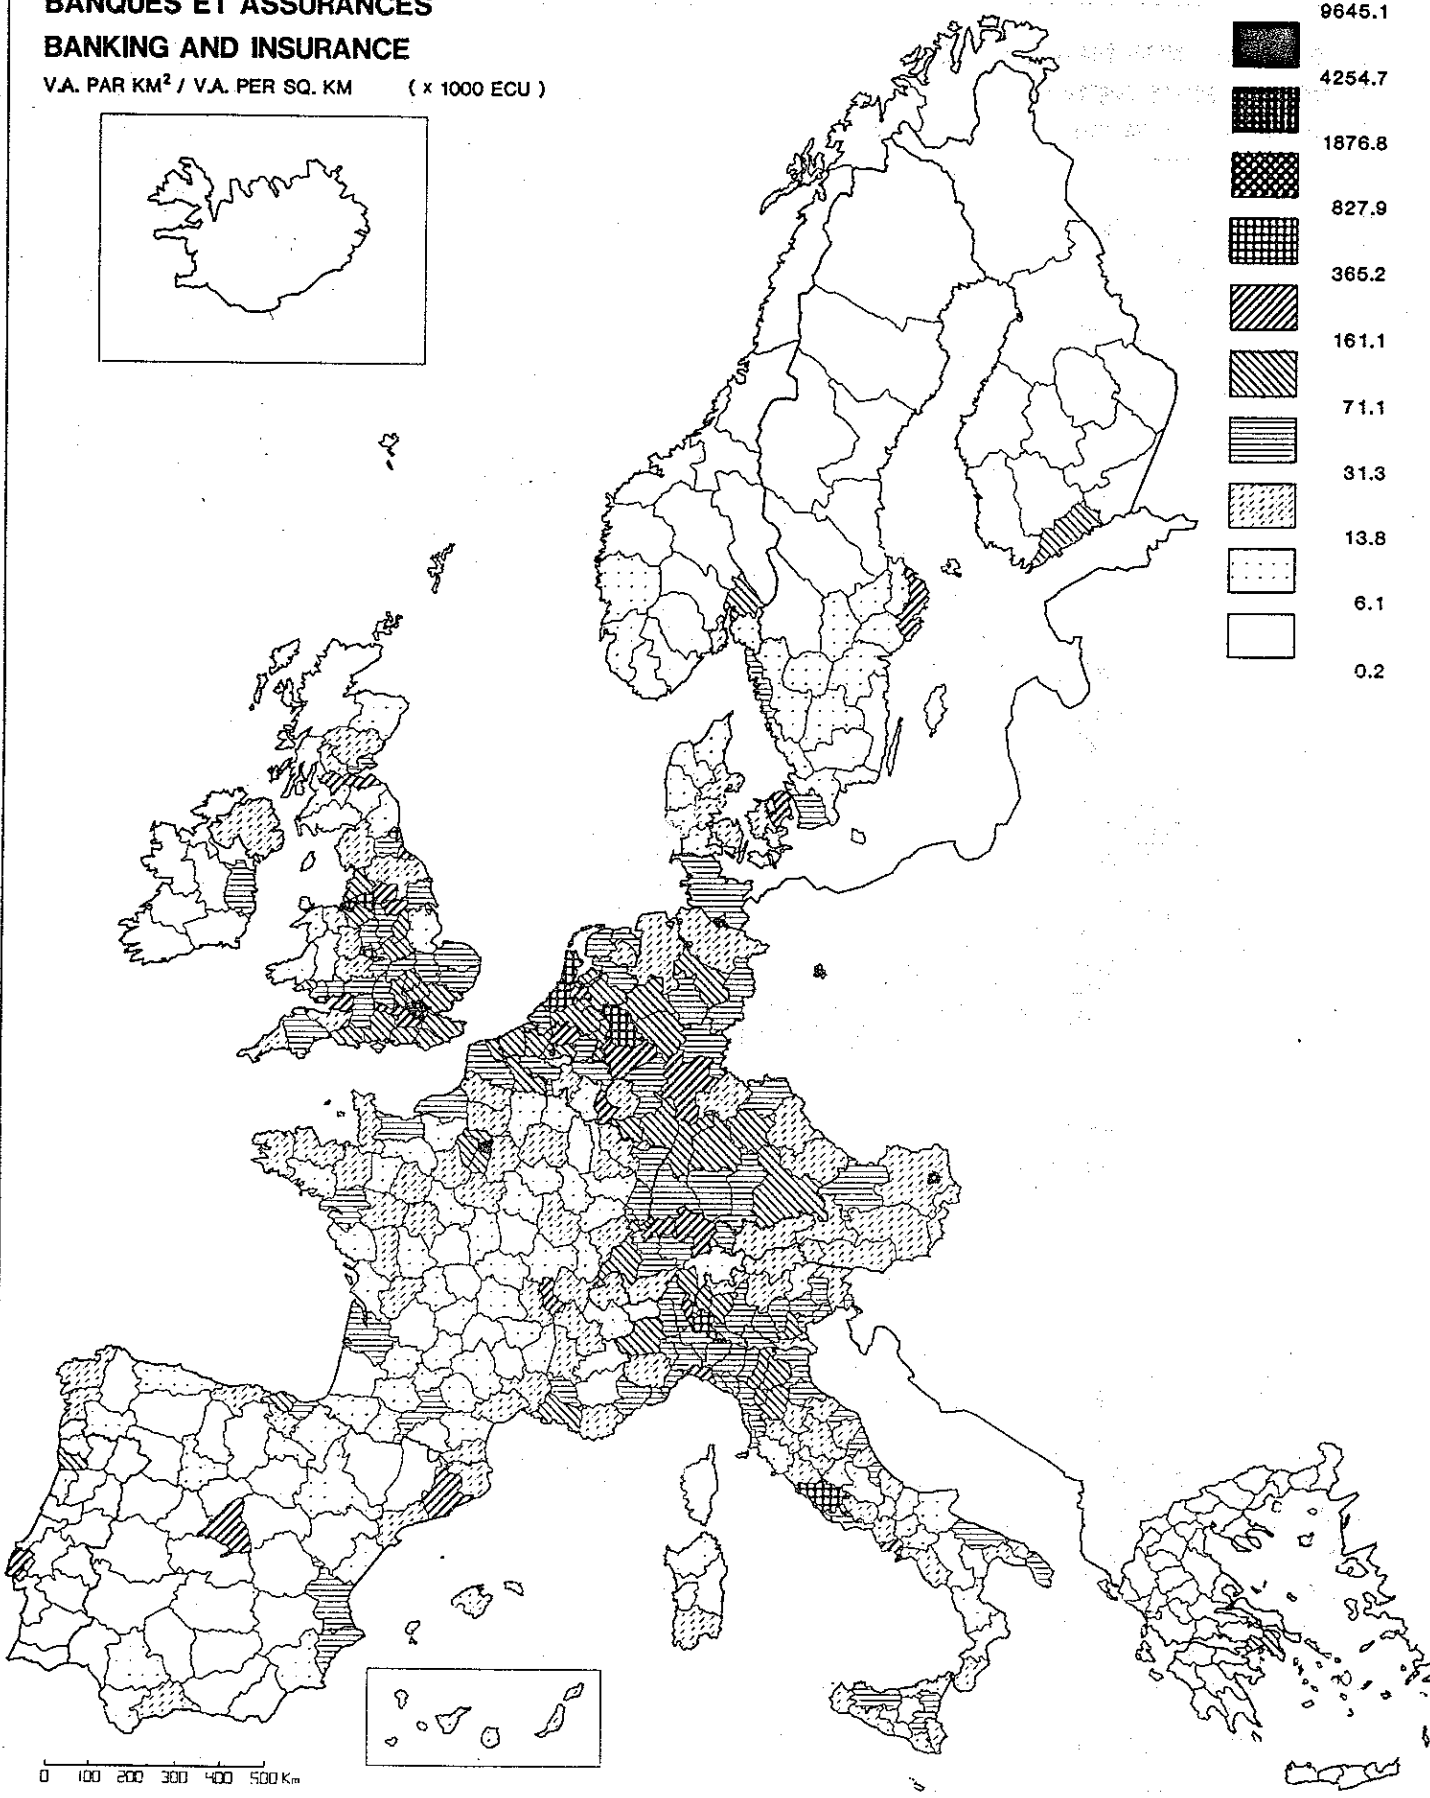 BANQUES ET ASSURANCES
BANKING AND INSURANCE
V.A. PAR KM² / V.A. PER SQ. KM ( x 1000 ECU )
9645.1
4254.7
1876.8
827.9
365.2
161.1
71.1
31.3
13.8
6.1
0.2
0 100 200 300 400 500 Km